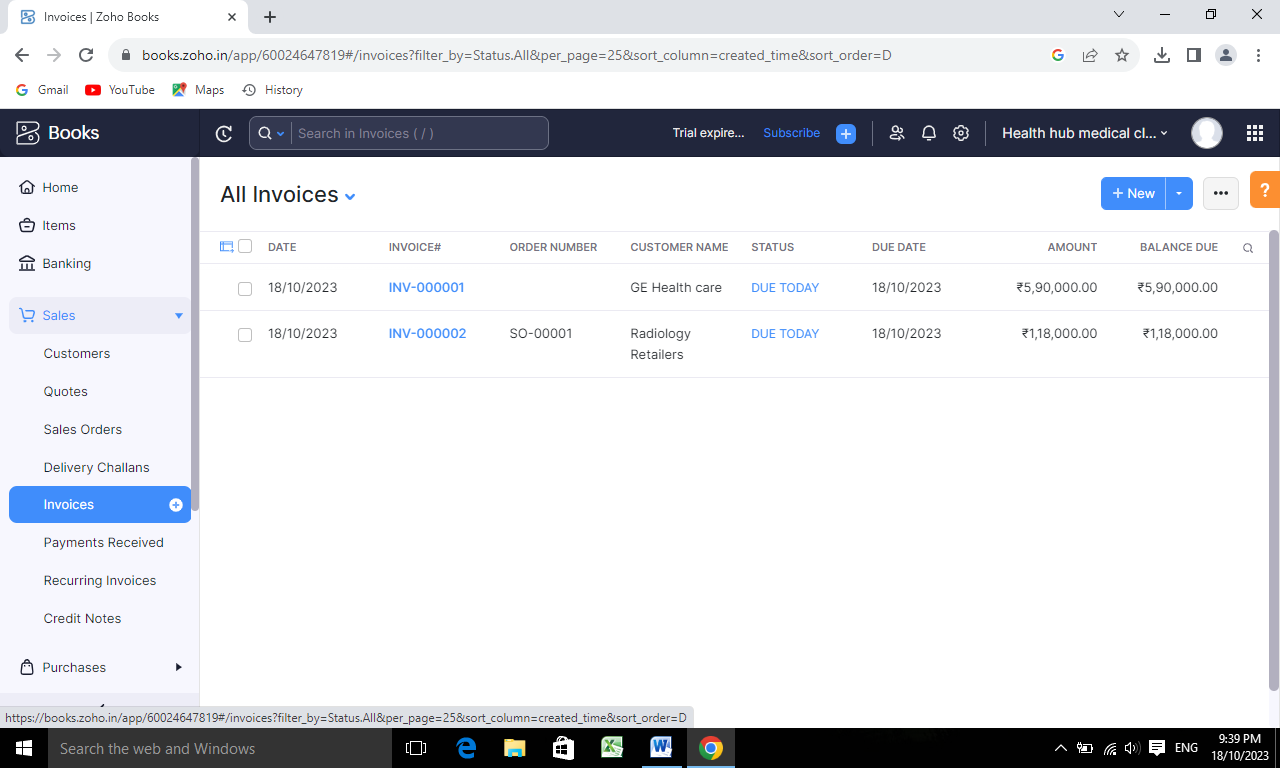 Invoices | Zoho Books
books.zoho.in/app/60024647819#/invoices?filter_by=Status.All&per_page=25&sort_column=created_time&sort_order=D
Gmail YouTube Maps History
Books Search in Invoices ( / ) Trial expire... Subscribe Health hub medical cl...
Home
Items
Banking
Sales
Customers
Quotes
Sales Orders
Delivery Challans
Invoices
Payments Received
Recurring Invoices
Credit Notes
Purchases
All Invoices + New ?
DATE INVOICE# ORDER NUMBER CUSTOMER NAME STATUS DUE DATE AMOUNT BALANCE DUE
18/10/2023 INV-000001 GE Health care DUE TODAY 18/10/2023 ₹5,90,000.00 ₹5,90,000.00
18/10/2023 INV-000002 SO-00001 Radiology Retailers DUE TODAY 18/10/2023 ₹1,18,000.00 ₹1,18,000.00
https://books.zoho.in/app/60024647819#/invoices?filter_by=Status.All&per_page=25&sort_column=created_time&sort_order=D
Search the web and Windows ENG 9:39 PM
18/10/2023